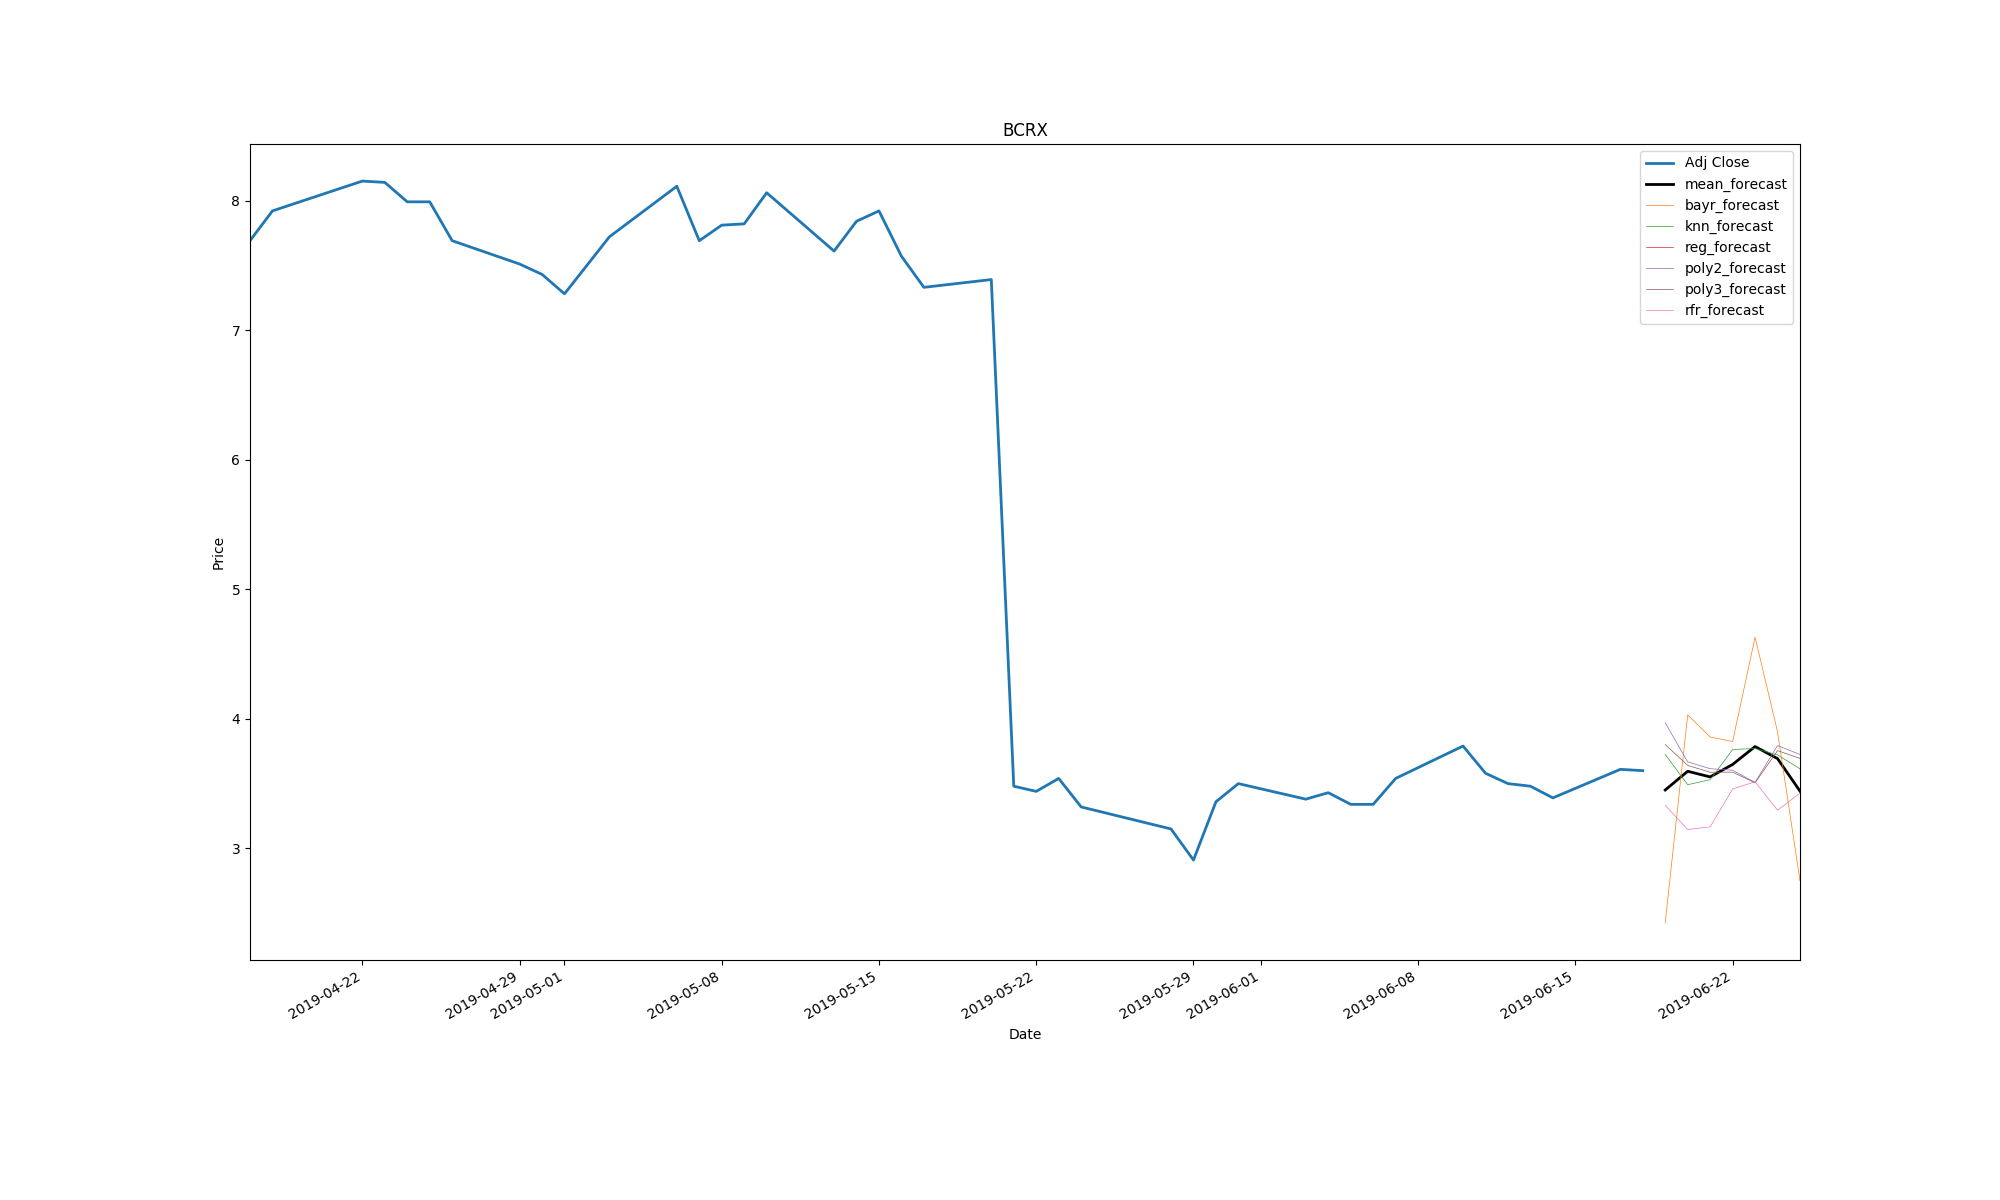 BCRX
Adj Close
mean_forecast
bayr_forecast
knn_forecast
reg_forecast
poly2_forecast
poly3_forecast
rfr_forecast
Price
8
7
6
5
4
3
2019-04-22
2019-04-29
2019-05-01
2019-05-08
2019-05-15
2019-05-22
2019-05-29
2019-06-01
2019-06-08
2019-06-15
2019-06-22
Date